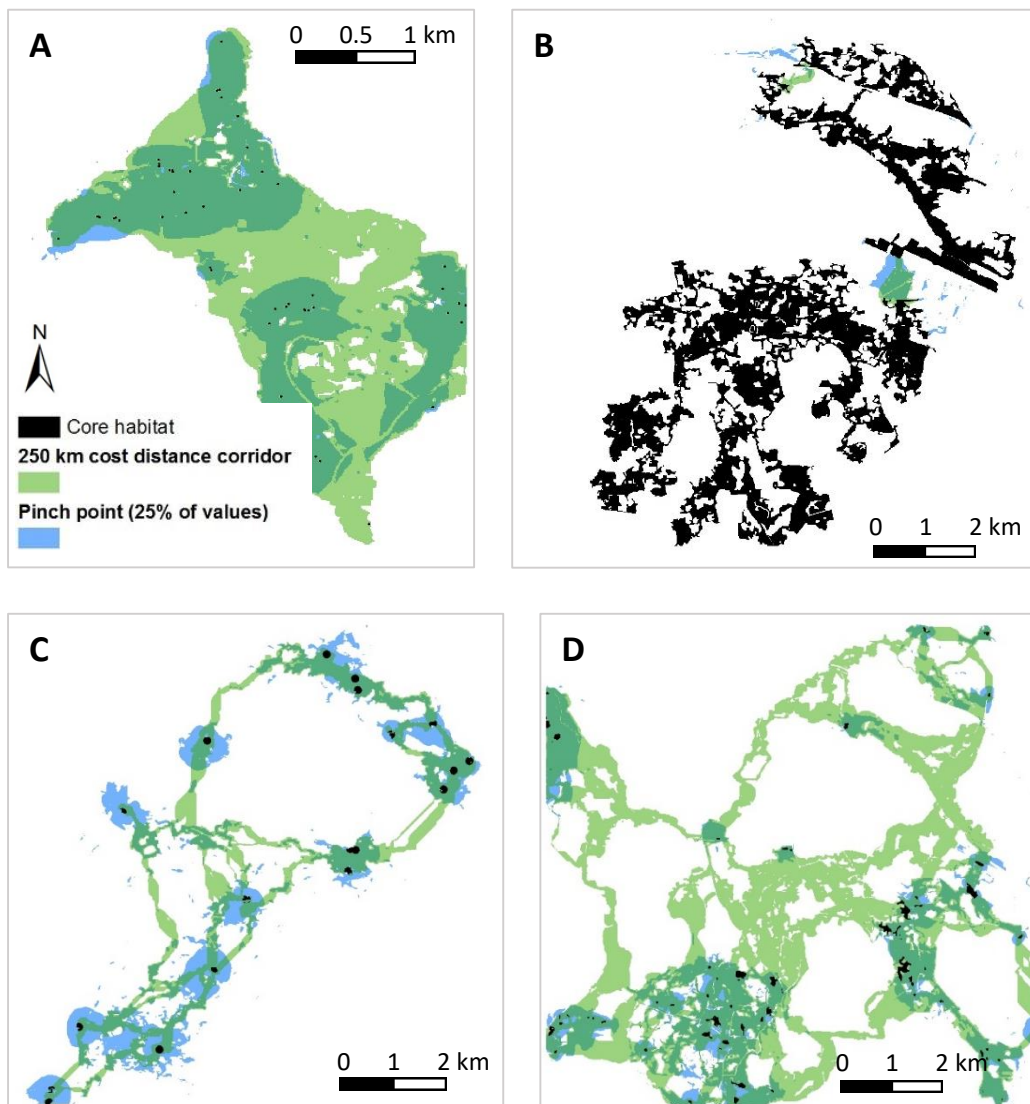 A
0 0.5 1 km
N
Core habitat
250 km cost distance corridor
Pinch point (25% of values)
B
0 1 2 km
C
0 1 2 km
D
0 1 2 km